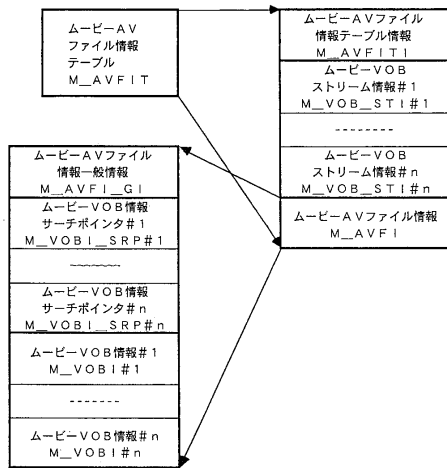 ムービーAV
ファイル情報
テーブル
M＿AVFIT
ムービーAVファイル
情報テーブル情報
M＿AVFITI
ムービーVOB
ストリーム情報#1
M＿VOB＿STI#1
--------
ムービーVOB
ストリーム情報#n
M＿VOB＿STI#n
ムービーAVファイル情報
M＿AVFI
ムービーAVファイル
情報一般情報
M＿AVFI＿GI
ムービーVOB情報
サーチポインタ#1
M＿VOBI＿SRP#1
ムービーVOB情報
サーチポインタ#n
M＿VOBI＿SRP#n
ムービーVOB情報#1
M＿VOBI#1
-------
ムービーVOB情報#n
M＿VOBI#n